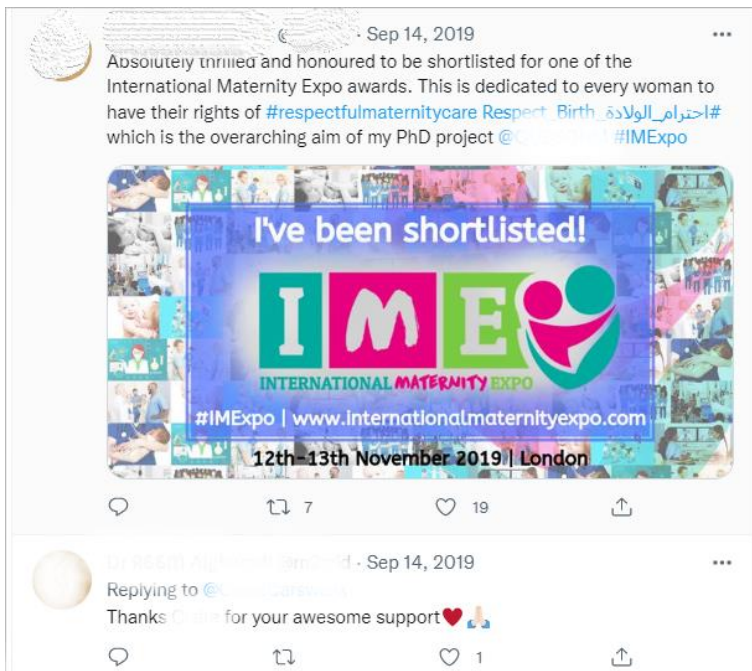 · Sep 14, 2019
Absolutely thrilled and honoured to be shortlisted for one of the
International Maternity Expo awards. This is dedicated to every woman to
have their rights of #respectfulmaternitycare Respect_Birth_احترام_الولادة#
which is the overarching aim of my PhD project @ #IMExpo
I've been shortlisted!
IME
INTERNATIONAL MATERNITY EXPO
#IMExpo | www.internationalmaternityexpo.com
12th-13th November 2019 | London
7 19
· Sep 14, 2019
Replying to @
Thanks for your awesome support♥️🙏🏻
1